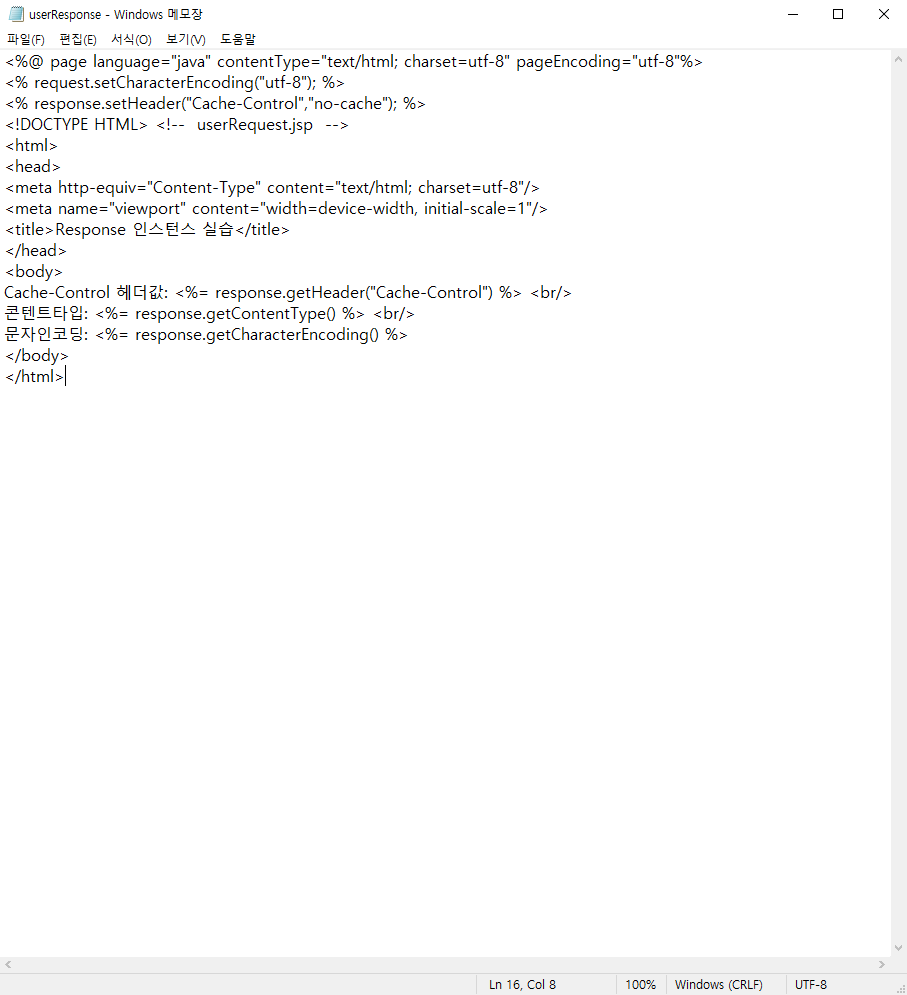 userResponse - Windows 메모장
파일(F) 편집(E) 서식(O) 보기(V) 도움말
<%@ page language="java" contentType="text/html; charset=utf-8" pageEncoding="utf-8"%>
<% request.setCharacterEncoding("utf-8"); %>
<% response.setHeader("Cache-Control","no-cache"); %>
<!DOCTYPE HTML> <!-- userRequest.jsp -->
<html>
<head>
<meta http-equiv="Content-Type" content="text/html; charset=utf-8"/>
<meta name="viewport" content="width=device-width, initial-scale=1"/>
<title>Response 인스턴스 실습</title>
</head>
<body>
Cache-Control 헤더값: <%= response.getHeader("Cache-Control") %> <br/>
콘텐트타입: <%= response.getContentType() %> <br/>
문자인코딩: <%= response.getCharacterEncoding() %>
</body>
</html>
Ln 16, Col 8 100% Windows (CRLF) UTF-8